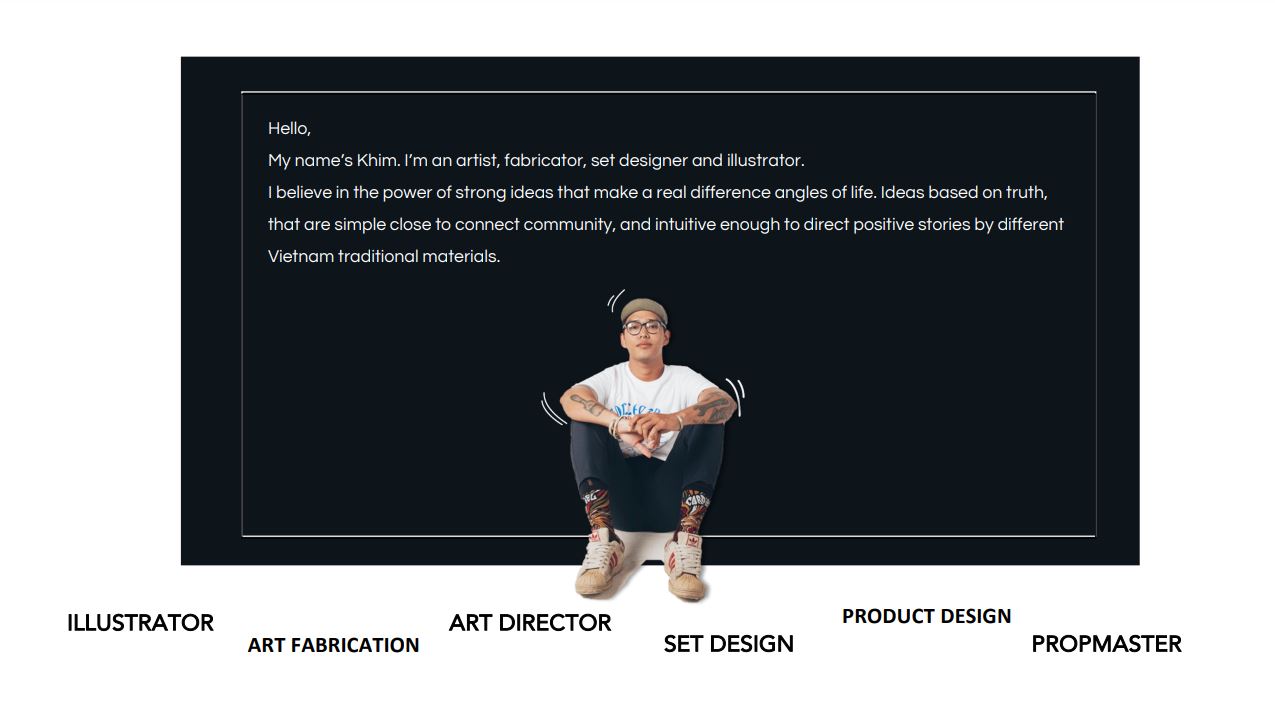 Hello,
My name’s Khim. I’m an artist, fabricator, set designer and illustrator.
I believe in the power of strong ideas that make a real difference angles of life. Ideas based on truth,
that are simple close to connect community, and intuitive enough to direct positive stories by different
Vietnam traditional materials.
ILLUSTRATOR
ART FABRICATION
ART DIRECTOR
SET DESIGN
PRODUCT DESIGN
PROPMASTER